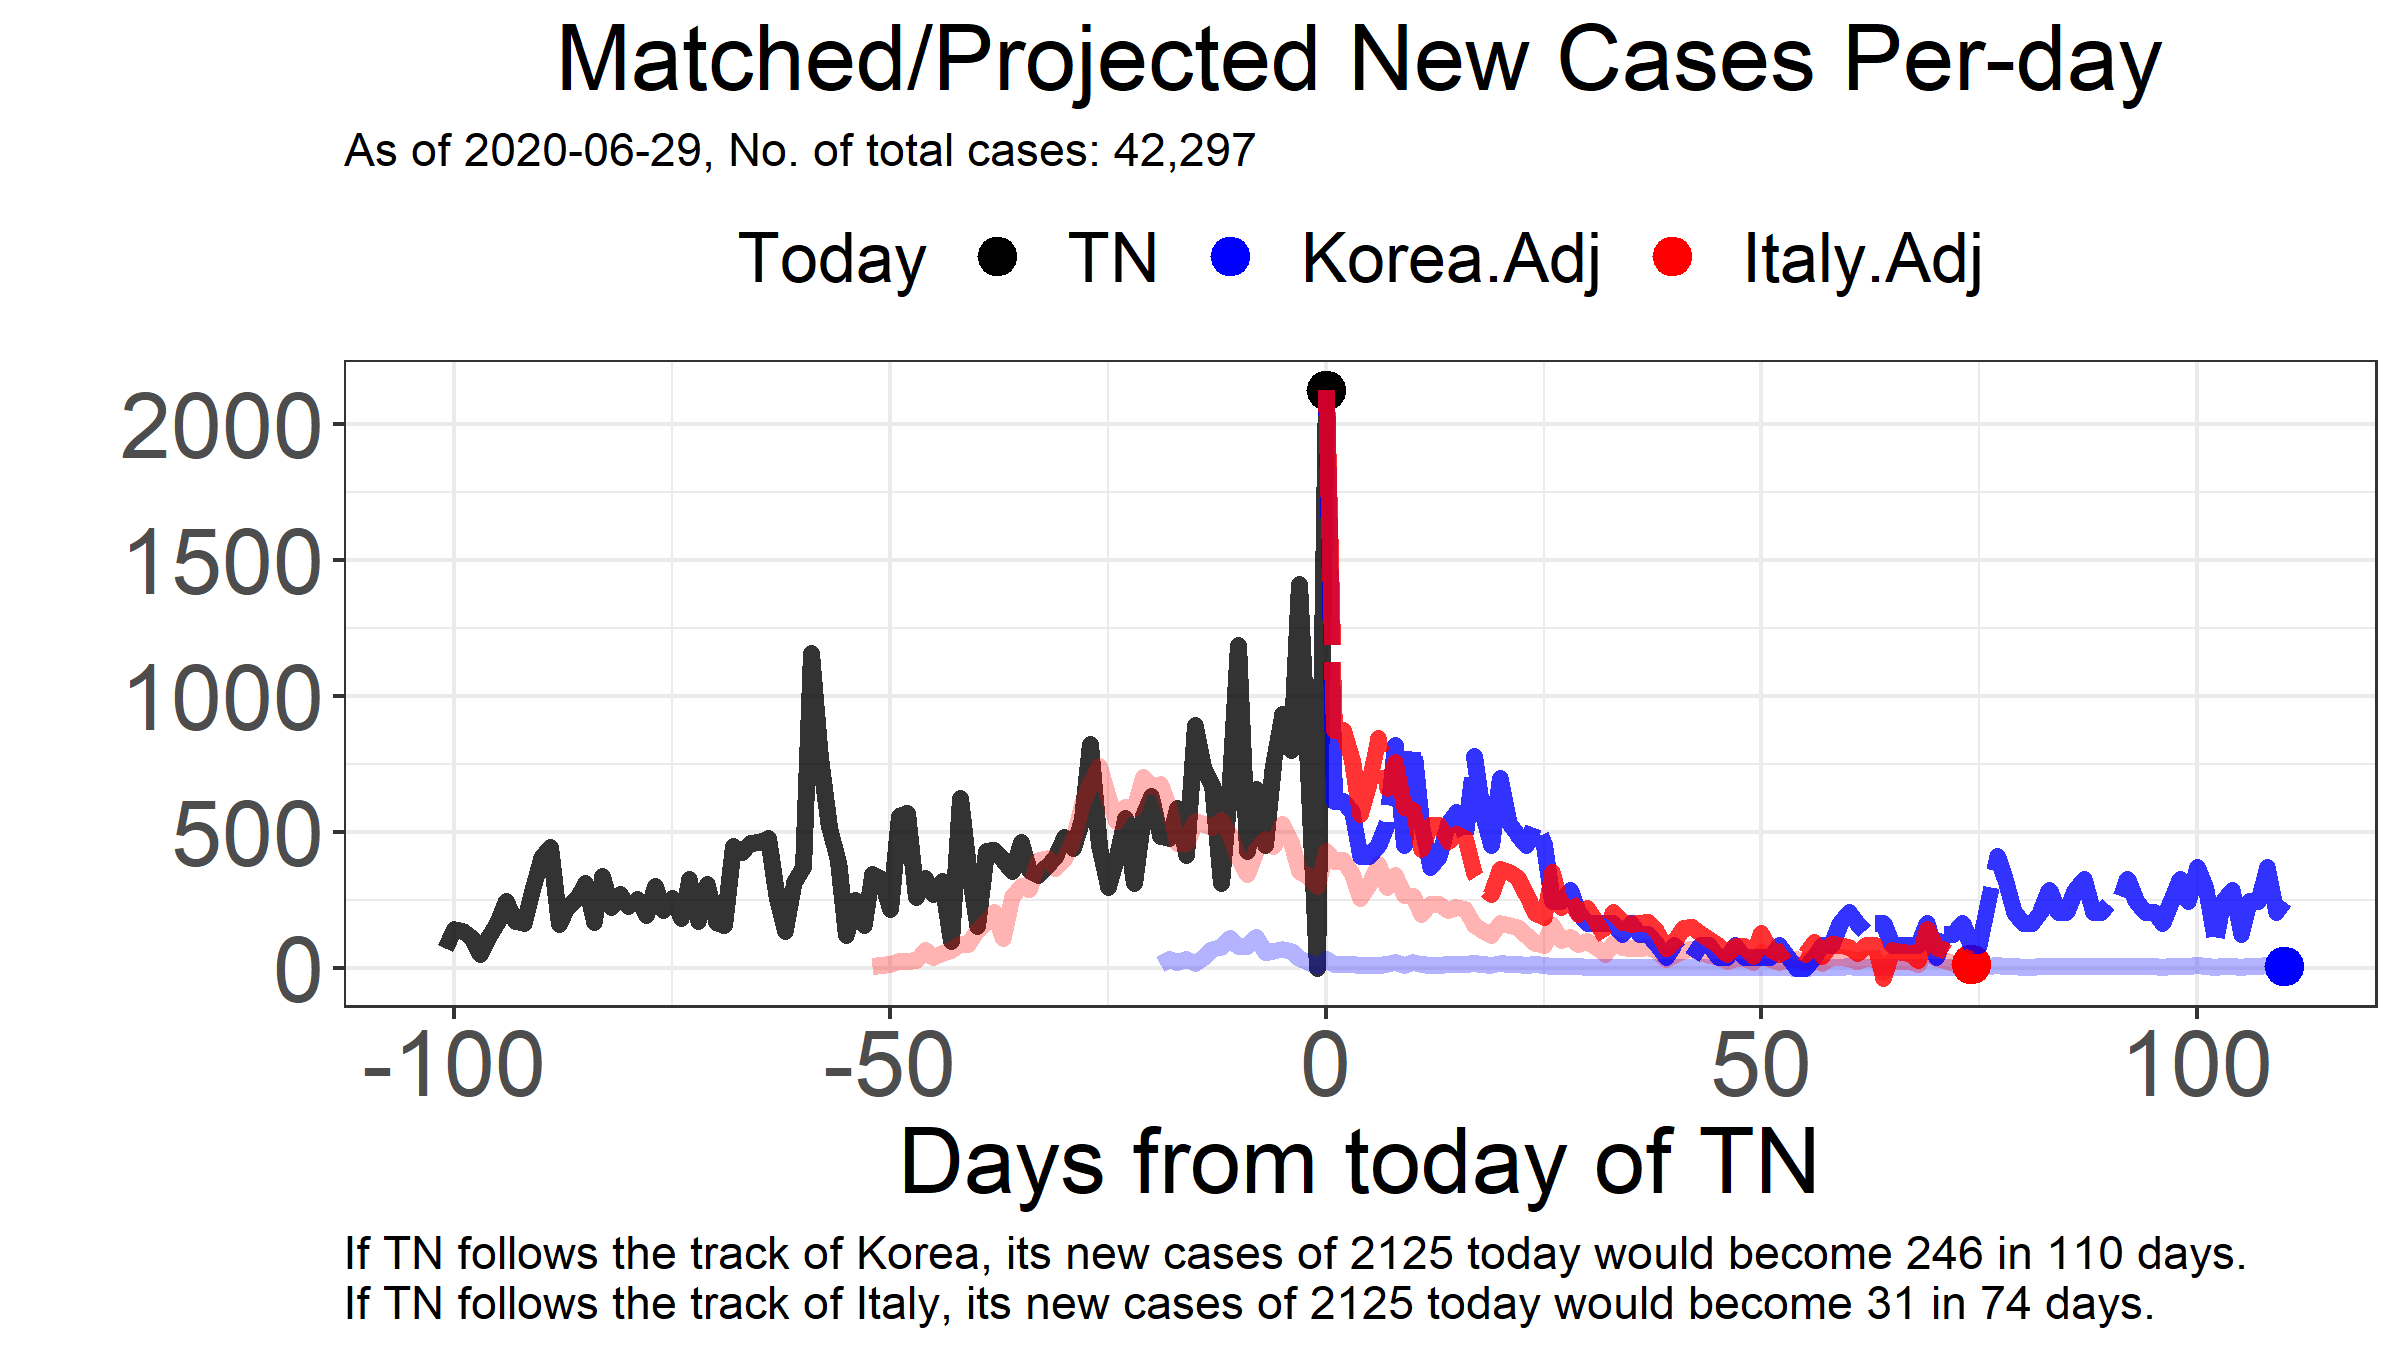 Matched/Projected New Cases Per-day
As of 2020-06-29, No. of total cases: 42,297
Today TN Korea.Adj Italy.Adj
2000
1500
1000
500
0
-100 -50 0 50 100
Days from today of TN
If TN follows the track of Korea, its new cases of 2125 today would become 246 in 110 days.
If TN follows the track of Italy, its new cases of 2125 today would become 31 in 74 days.